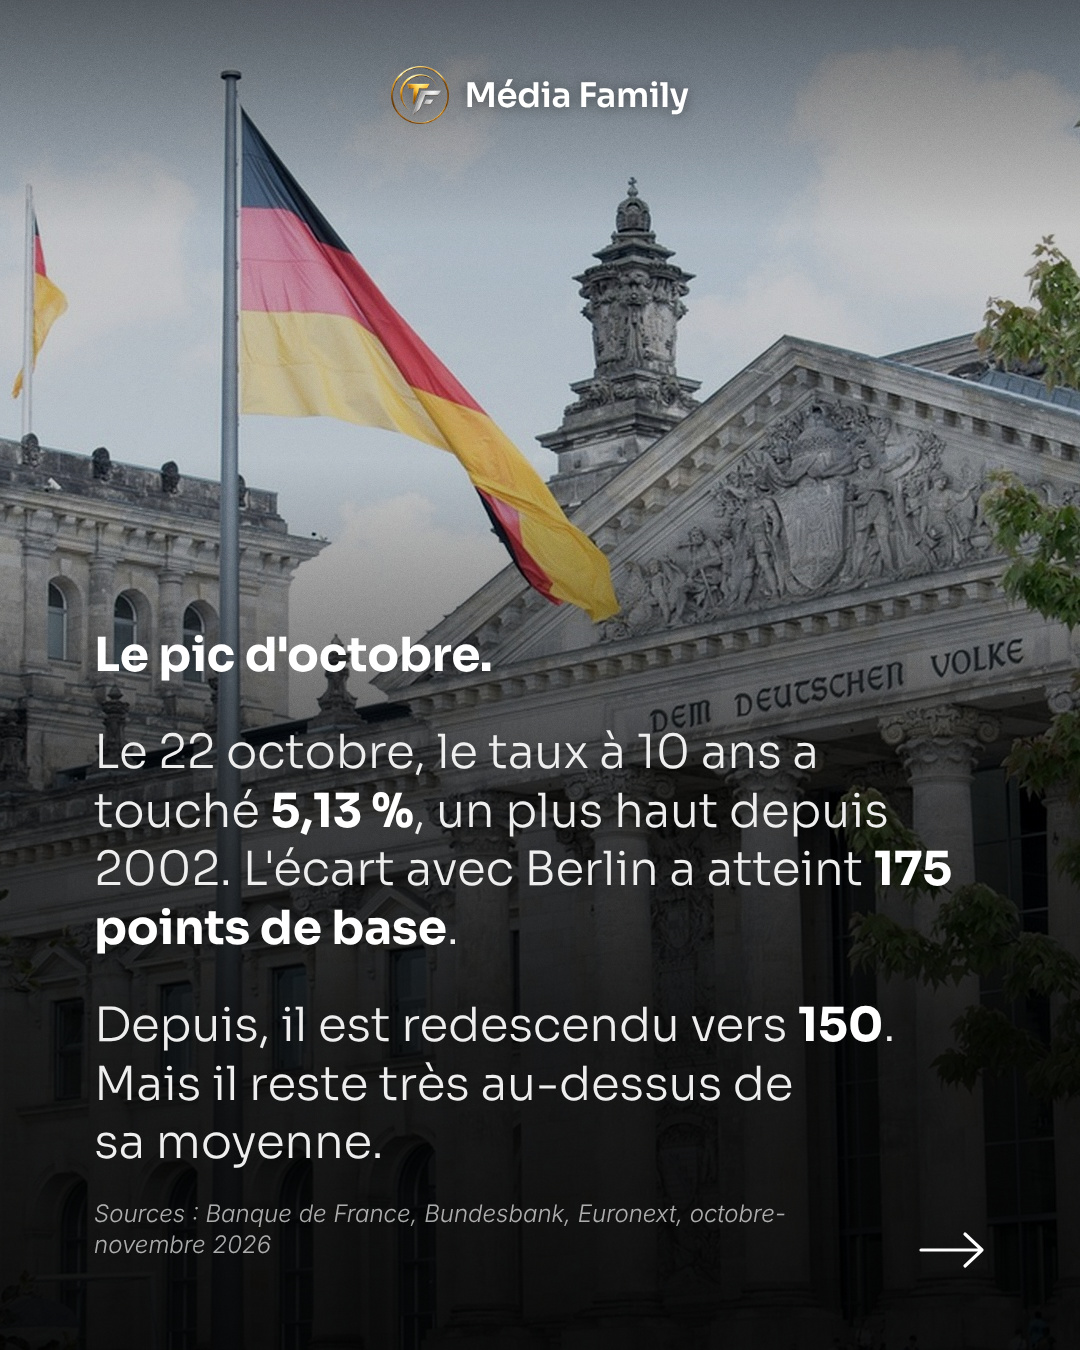 Média Family
DEM DEUTSCHEN VOLKE
Le pic d'octobre.
Le 22 octobre, le taux à 10 ans a
touché 5,13 %, un plus haut depuis
2002. L'écart avec Berlin a atteint 175
points de base.
Depuis, il est redescendu vers 150.
Mais il reste très au-dessus de
sa moyenne.
Sources : Banque de France, Bundesbank, Euronext, octobre-
novembre 2026